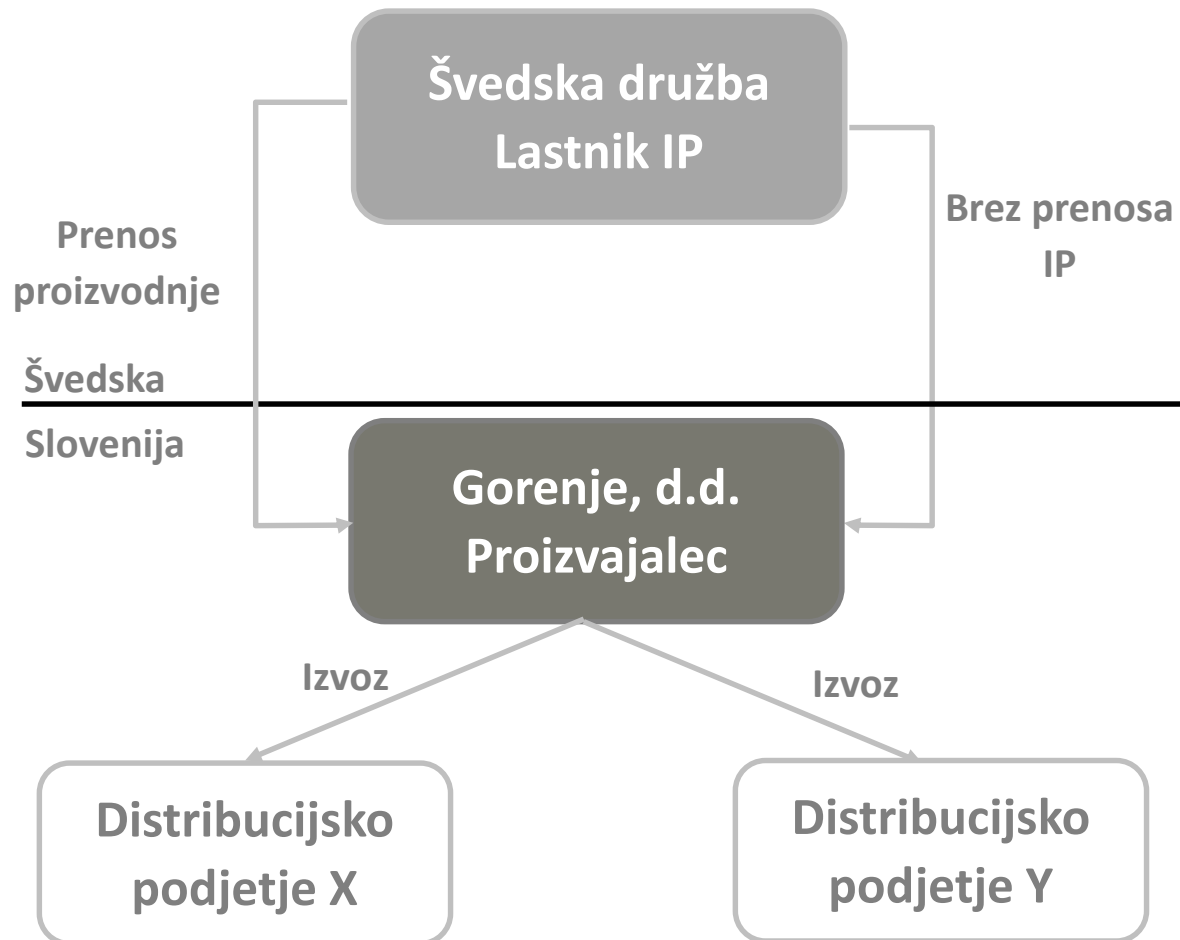 Švedska družba
Lastnik IP
Prenos
proizvodnje
Brez prenosa
IP
Švedska
Slovenija
Gorenje, d.d.
Proizvajalec
Izvoz
Izvoz
Distribucijsko
podjetje X
Distribucijsko
podjetje Y